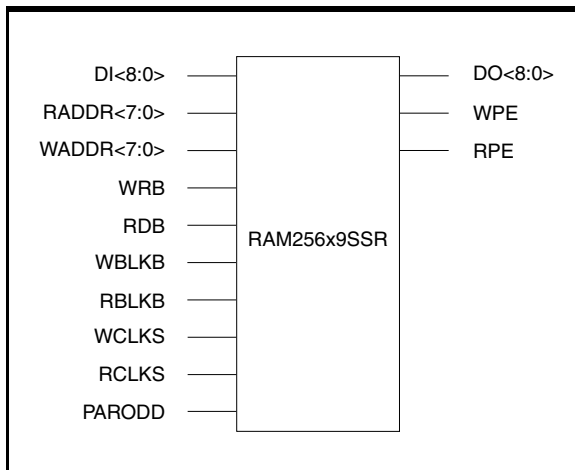 DI<8:0>
RADDR<7:0>
WADDR<7:0>
WRB
RDB
WBLKB
RBLKB
WCLKS
RCLKS
PARODD
RAM256x9SSR
DO<8:0>
WPE
RPE